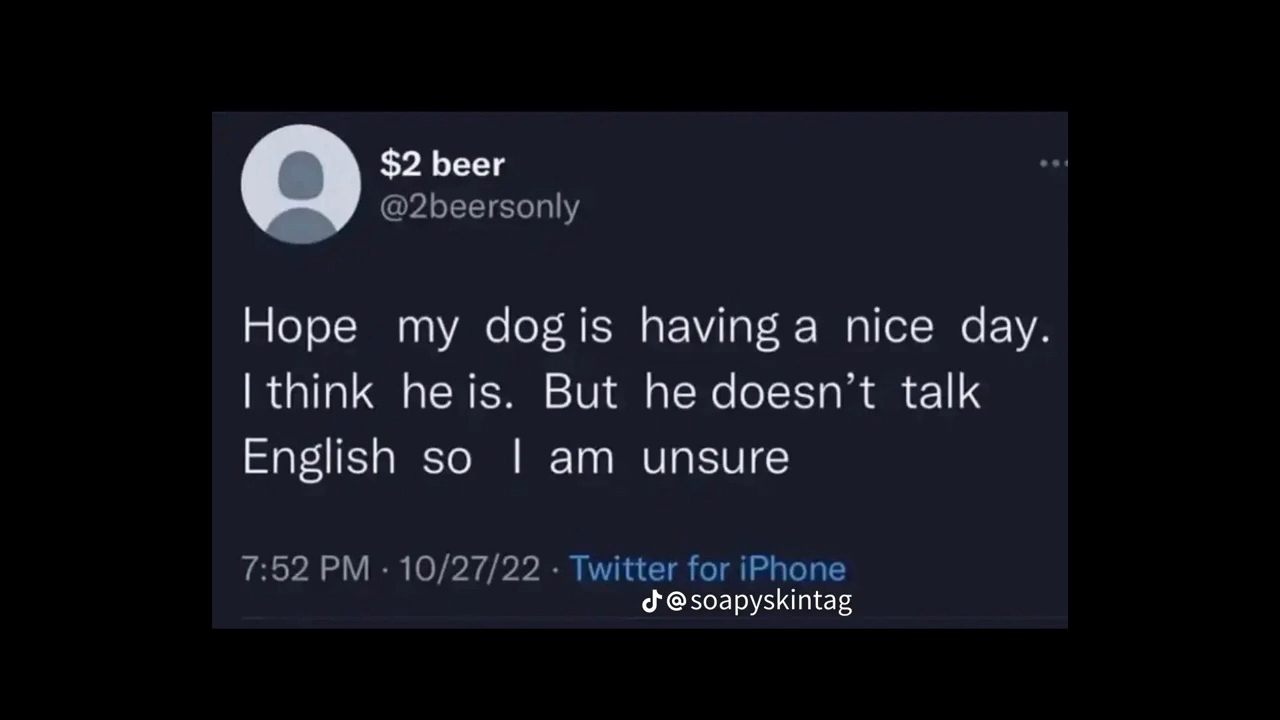 $2 beer
@2beersonly
Hope my dog is having a nice day.
I think he is. But he doesn’t talk
English so I am unsure
7:52 PM · 10/27/22 · Twitter for iPhone
@soapyskintag